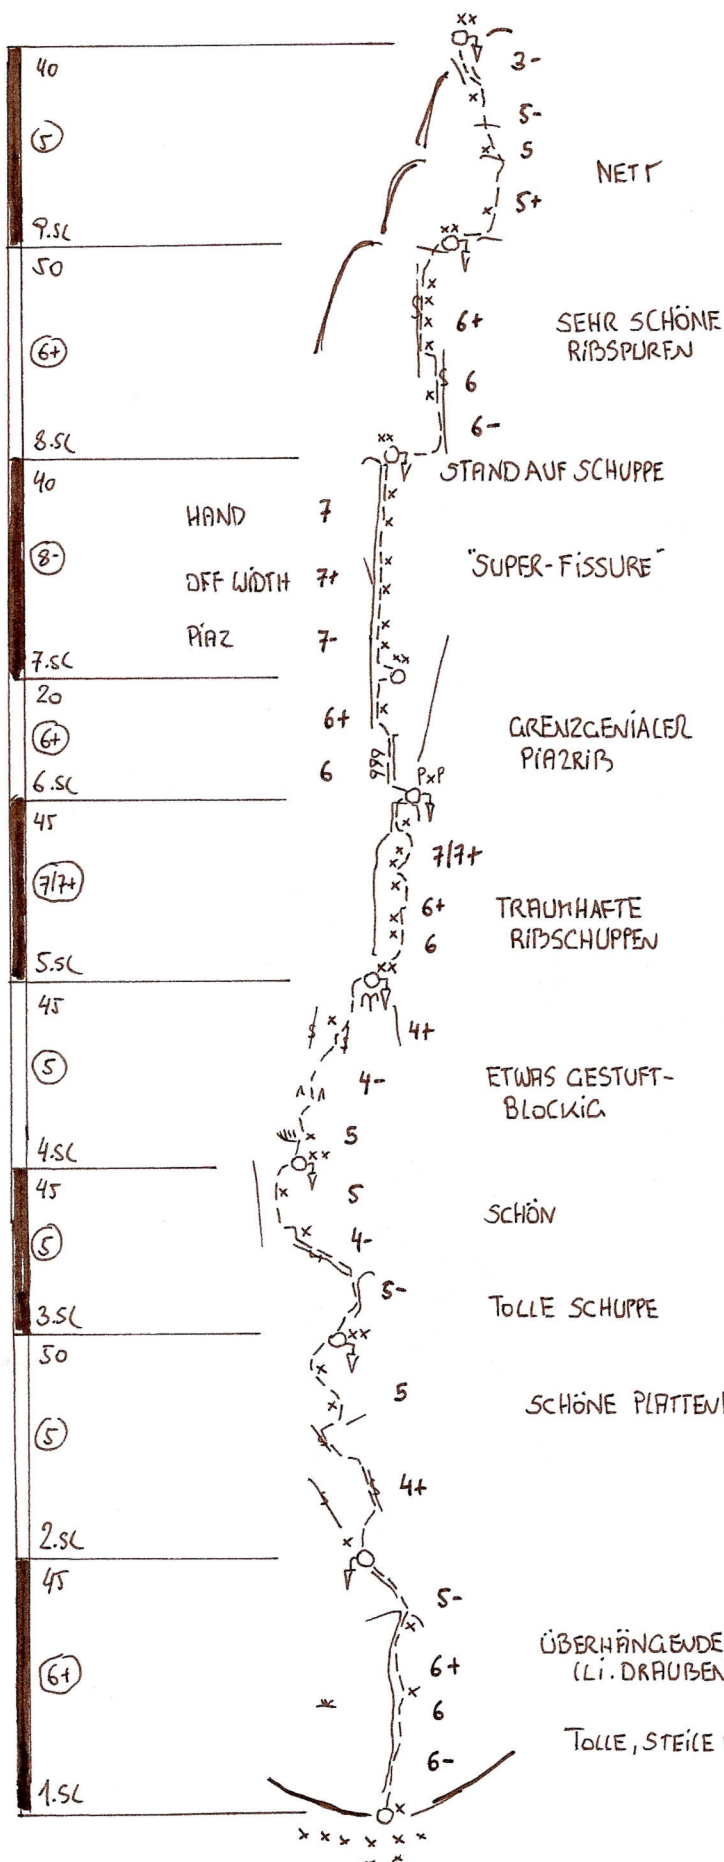 40
3-
5-
5
5
NETT
5+
9.SL
50
6+
6+
SEHR SCHÖNE
RIßSPUREN
6
6-
8.SL
40
STAND AUF SCHUPPE
HAND 7
8-
"SUPER-FISSURE"
OFF WIDTH 7+
PIAZ 7-
7.SL
20
6+
6+
GRENZGENIALER
PIAZRIß
6
PxP
6.SL
45
7/7+
7/7+
6+
TRAUMHAFTE
RIßSCHUPPEN
6
5.SL
45
4+
5
4-
ETWAS GESTUFT-
BLOCKIG
5
4.SL
45
5
SCHÖN
5
4-
5-
TOLLE SCHUPPE
3.SL
50
5
SCHÖNE PLATTEN
5
4+
2.SL
45
5-
ÜBERHÄNGENDE
(LI. DRAUßEN
6+
6+
6
TOLLE, STEILE
6-
1.SL